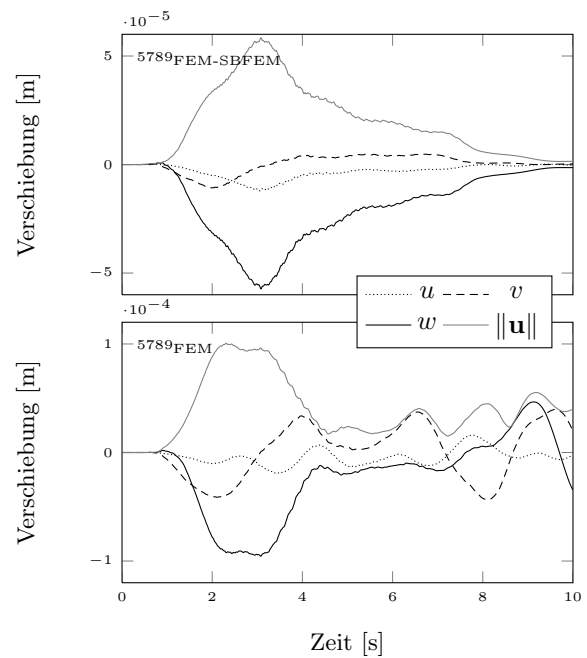 ·10⁻⁵
5
0
−5
Verschiebung [m]
5789FEM-SBFEM
u v
w ‖u‖
·10⁻⁴
1
0
−1
Verschiebung [m]
5789FEM
0 2 4 6 8 10
Zeit [s]